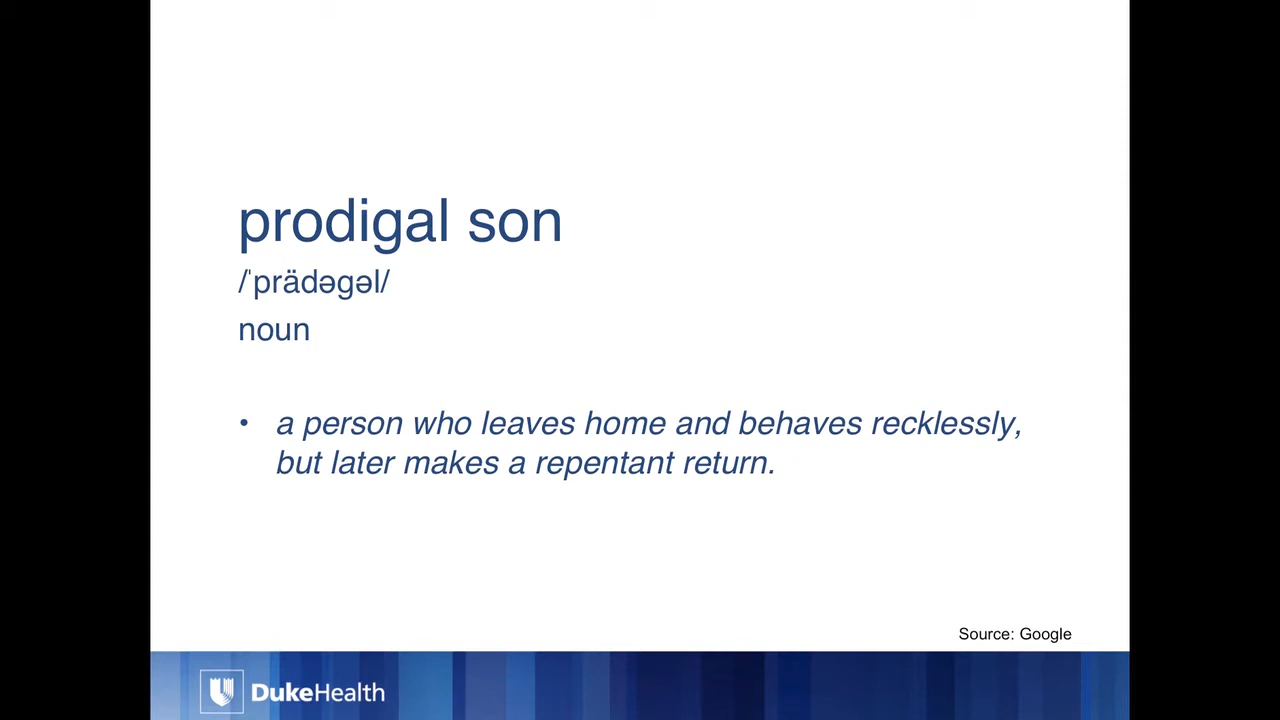 prodigal son
/ˈprädəgəl/
noun
• a person who leaves home and behaves recklessly,
but later makes a repentant return.
Source: Google
DukeHealth